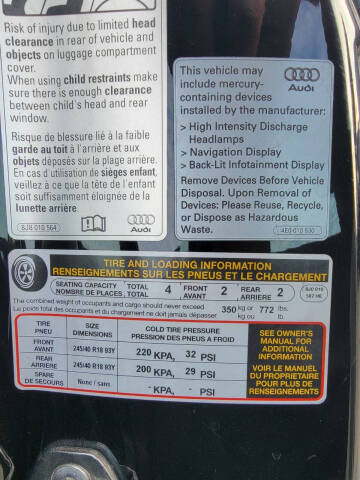 Risk of injury due to limited head
clearance in rear of vehicle and
objects on luggage compartment
cover.
When using child restraints make
sure there is enough clearance
between child's head and rear
window.
Risque de blessure lié à la faible
garde au toit à l'arrière et aux
objets déposés sur la plage arrière.
En cas d'utilisation de sièges enfant,
veillez à ce que la tête de l'enfant
soit suffisamment éloignée de la
lunette arrière.
8J8 010 564
Audi
This vehicle may
include mercury-
containing devices
installed by the manufacturer:
Audi
> High Intensity Discharge
Headlamps
> Navigation Display
> Back-Lit Infotainment Display
Remove Devices Before Vehicle
Disposal. Upon Removal of
Devices: Please Reuse, Recycle,
or Dispose as Hazardous
Waste.
4E0 010 530
TIRE AND LOADING INFORMATION
RENSEIGNEMENTS SUR LES PNEUS ET LE CHARGEMENT
SEATING CAPACITY TOTAL 4 FRONT 2 REAR 2
NOMBRE DE PLACES TOTAL AVANT ARRIERE
8J0 010
502 HE
The combined weight of occupants and cargo should never exceed 350 kg or 772 lbs.
Le poids total des occupants et du chargement ne doit jamais dépasser kg ou lb.
TIRE
PNEU
SIZE
DIMENSIONS
COLD TIRE PRESSURE
PRESSION DES PNEUS A FROID
FRONT
AVANT
245/40 R18 93Y 220 KPA, 32 PSI
REAR
ARRIERE
245/40 R18 93Y 200 KPA, 29 PSI
SPARE
DE SECOURS
None / sans - KPA, - PSI
SEE OWNER'S
MANUAL FOR
ADDITIONAL
INFORMATION
VOIR LE MANUEL
DU PROPRIETAIRE
POUR PLUS DE
RENSEIGNEMENTS